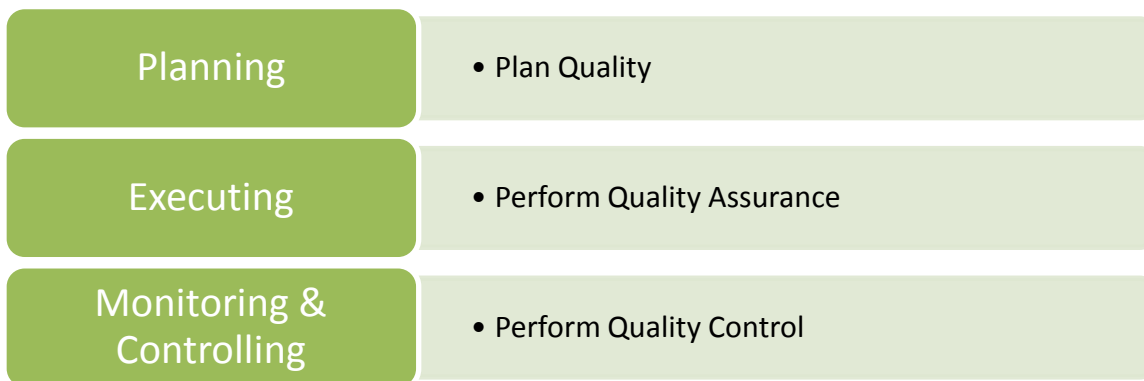 Planning
• Plan Quality
Executing
• Perform Quality Assurance
Monitoring &
Controlling
• Perform Quality Control